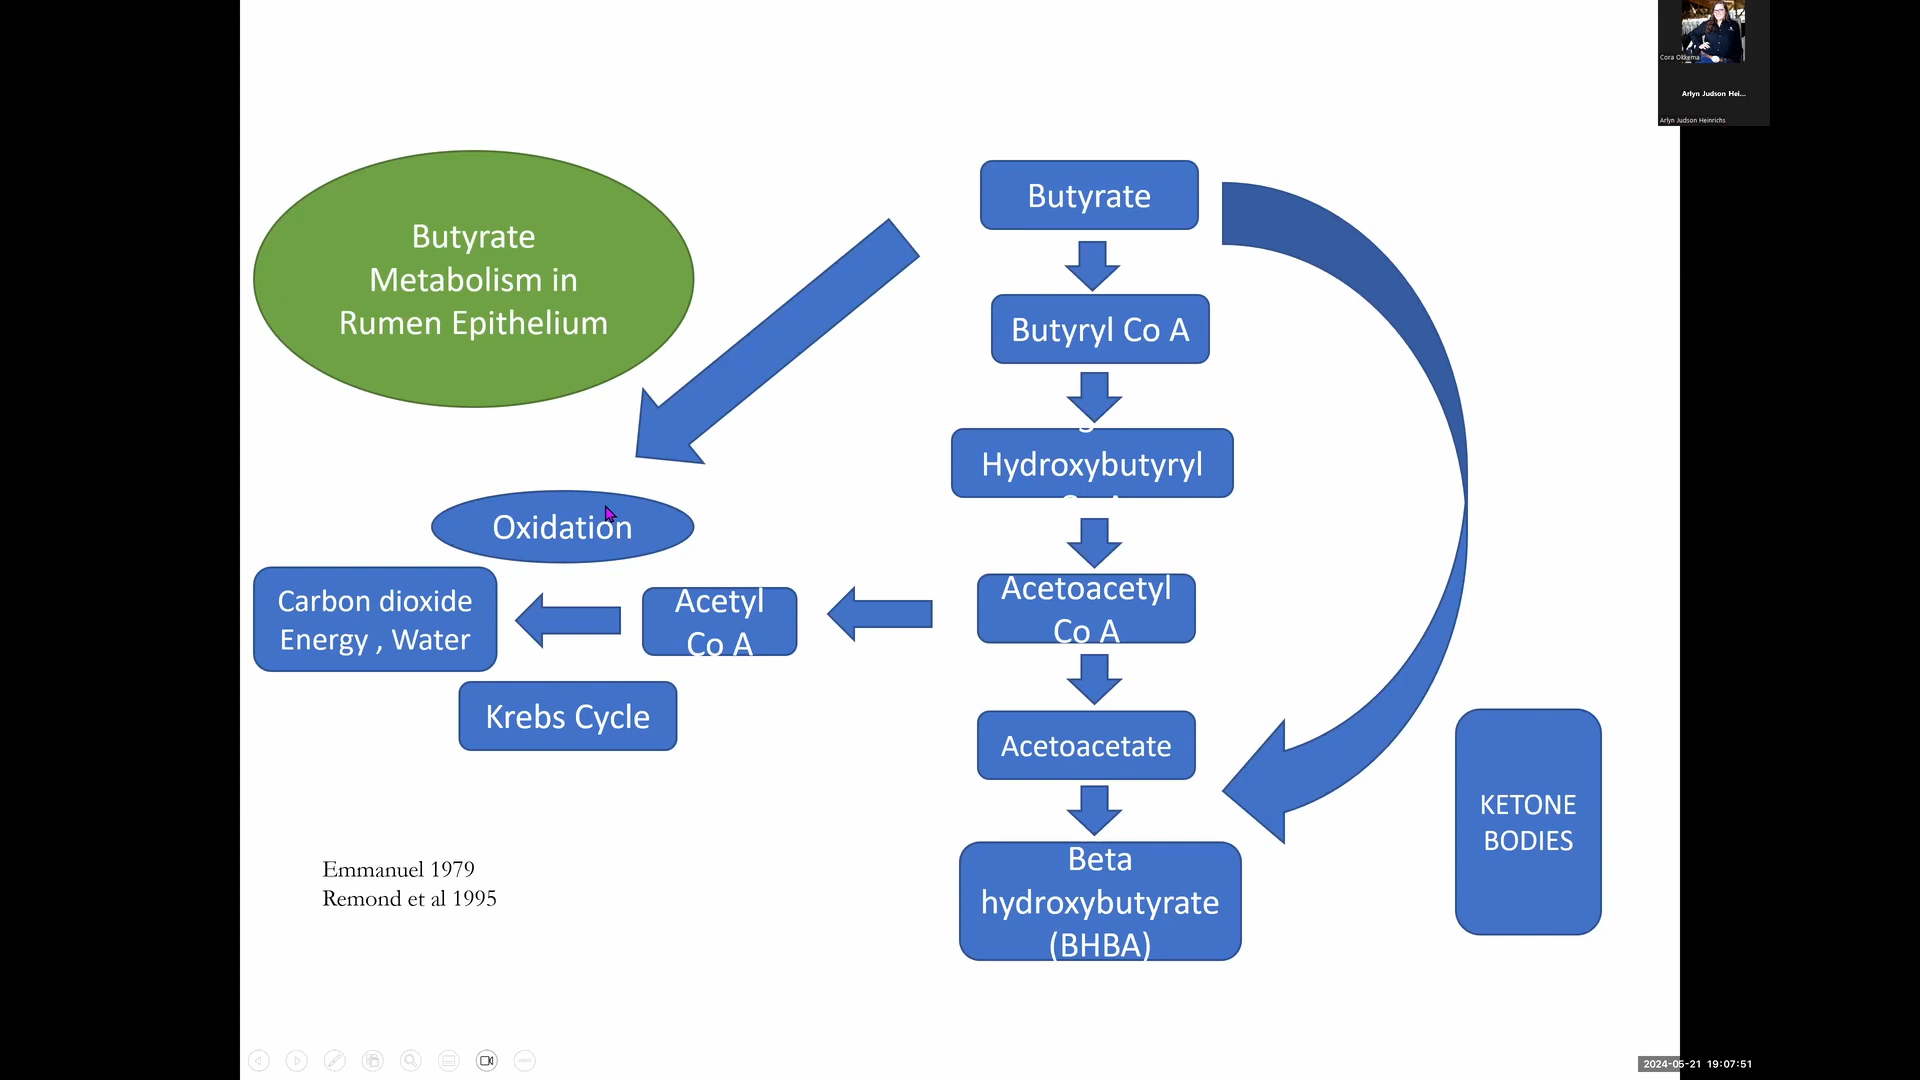 Cora Okkema
Arlyn Judson Hei...
Arlyn Judson Heinrichs
Butyrate
Metabolism in
Rumen Epithelium
Butyrate
Butyryl Co A
Hydroxybutyryl
Oxidation
Carbon dioxide
Energy , Water
Acetyl
Co A
Acetoacetyl
Co A
Krebs Cycle
Acetoacetate
KETONE
BODIES
Beta
hydroxybutyrate
(BHBA)
Emmanuel 1979
Remond et al 1995
2024-05-21 19:07:51